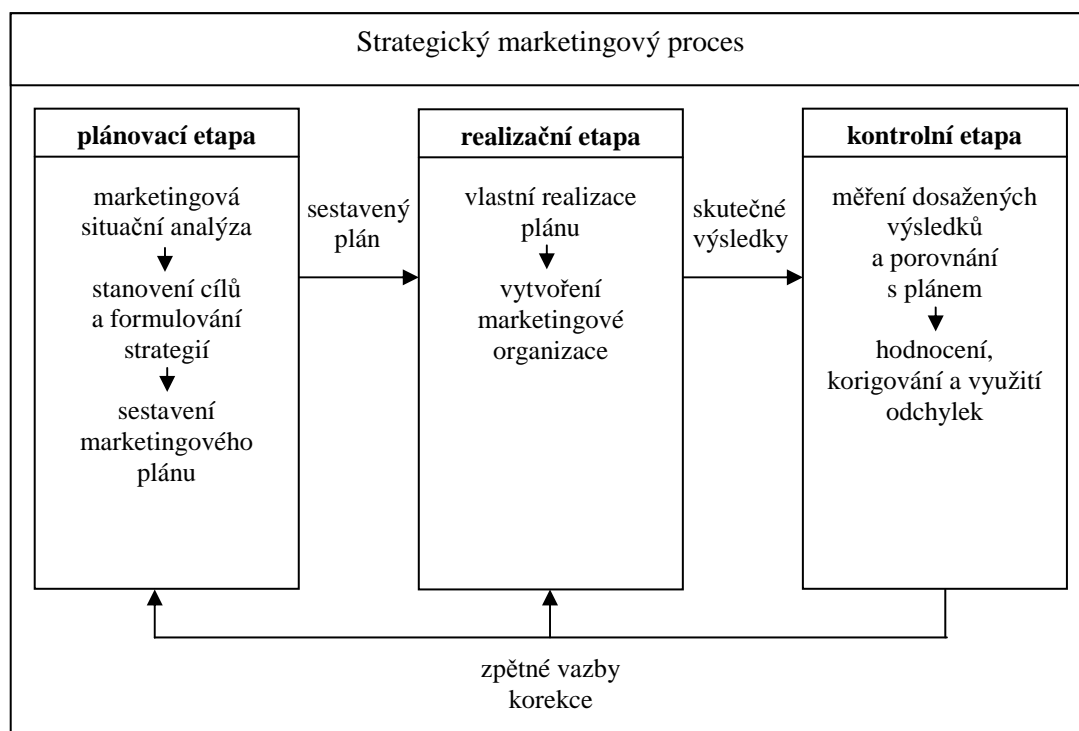 Strategický marketingový proces
plánovací etapa
marketingová
situační analýza
stanovení cílů
a formulování
strategií
sestavení
marketingového
plánu
sestavený
plán
realizační etapa
vlastní realizace
plánu
vytvoření
marketingové
organizace
skutečné
výsledky
kontrolní etapa
měření dosažených
výsledků
a porovnání
s plánem
hodnocení,
korigování a využití
odchylek
zpětné vazby
korekce